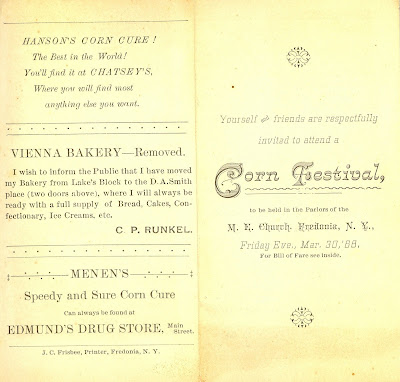 HANSON'S CORN CURE!
The Best in the World!
You'll find it at CHATSEY'S,
Where you will find most
anything else you want.
VIENNA BAKERY—Removed.
I wish to inform the Public that I have moved
my Bakery from Lake's Block to the D. A. Smith
place (two doors above), where I will always be
ready with a full supply of Bread, Cakes, Con-
fectionary, Ice Creams, etc.
C. P. RUNKEL.
MENEN'S
Speedy and Sure Corn Cure
Can always be found at
EDMUND'S DRUG STORE, Main Street.
J. C. Frisbee, Printer, Fredonia, N. Y.
Yourself and friends are respectfully
invited to attend a
Corn Festival,
to be held in the Parlors of the
M. E. Church, Fredonia, N. Y.,
Friday Eve., Mar. 30, '88.
For Bill of Fare see inside.